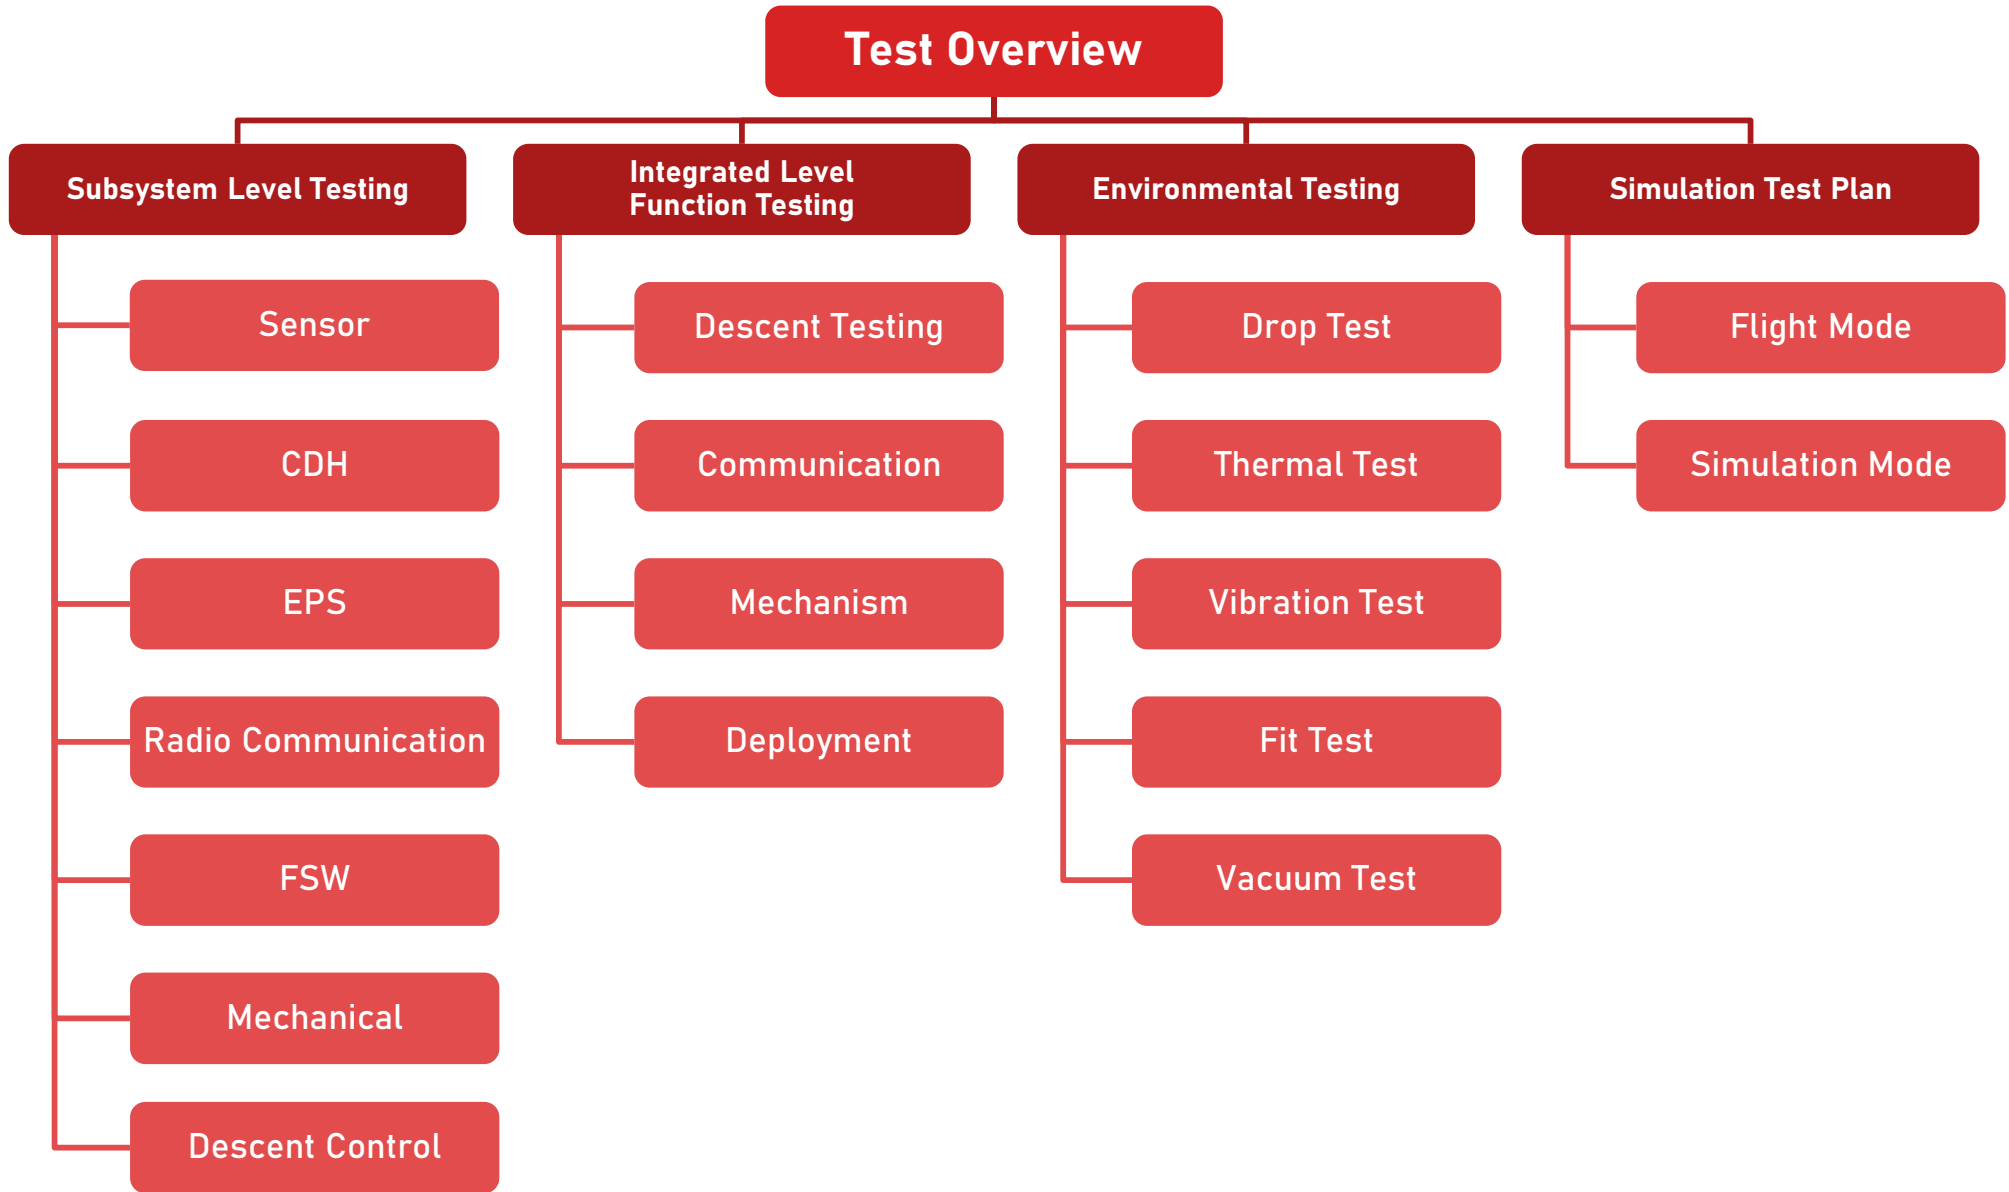 Test Overview
Subsystem Level Testing
Integrated Level
Function Testing
Environmental Testing
Simulation Test Plan
Sensor
CDH
EPS
Radio Communication
FSW
Mechanical
Descent Control
Descent Testing
Communication
Mechanism
Deployment
Drop Test
Thermal Test
Vibration Test
Fit Test
Vacuum Test
Flight Mode
Simulation Mode